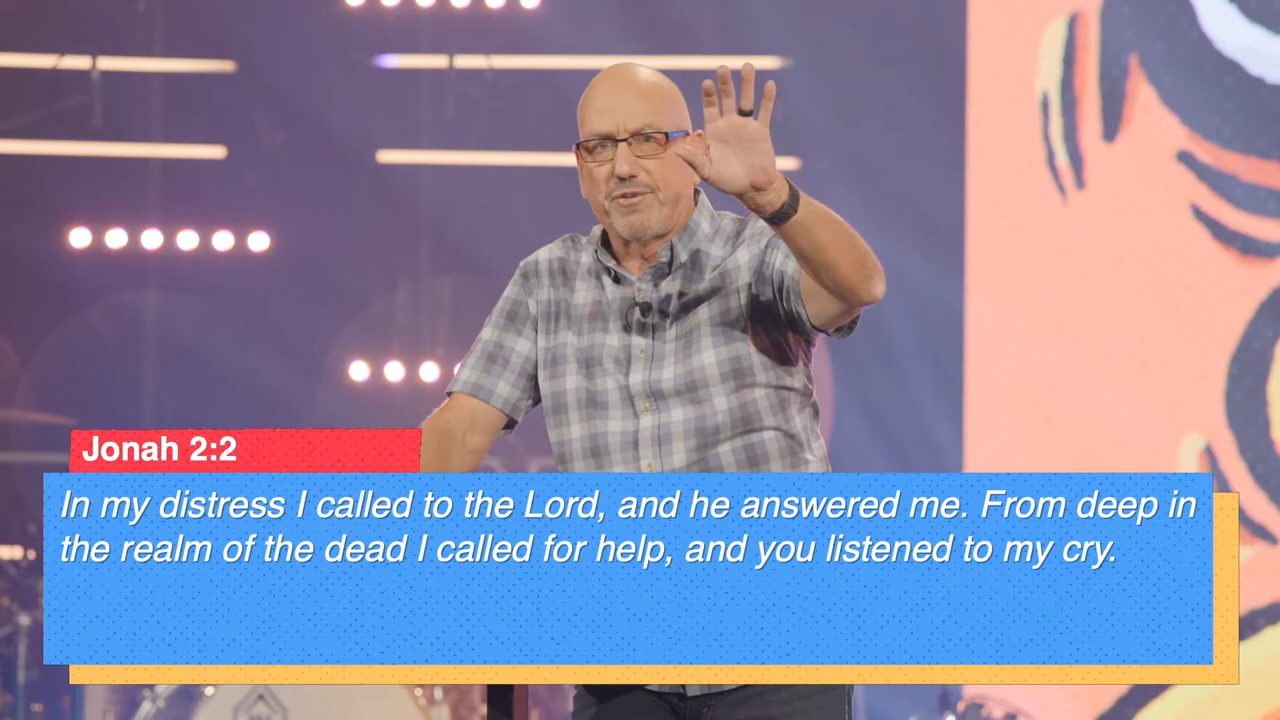 Jonah 2:2
In my distress I called to the Lord, and he answered me. From deep in
the realm of the dead I called for help, and you listened to my cry.